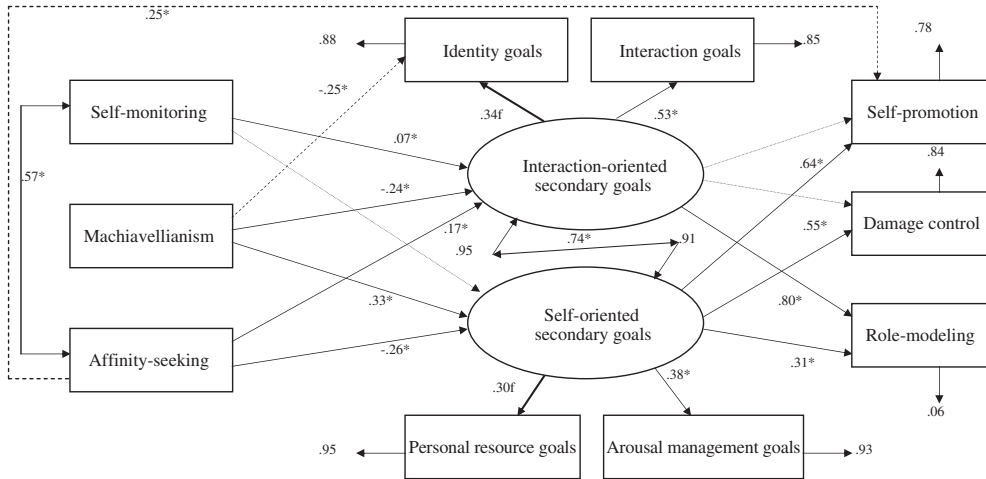 .25*
.78
.88
Identity goals
Interaction goals
.85
-.25*
Self-monitoring
.34f
.53*
Self-promotion
.07*
.84
.57*
Interaction-oriented
secondary goals
.64*
-.24*
Machiavellianism
.17*
.55*
Damage control
.95
.74*
.91
.33*
.80*
Self-oriented
secondary goals
Role-modeling
Affinity-seeking
-.26*
.31*
.30f
.38*
.06
.95
Personal resource goals
Arousal management goals
.93